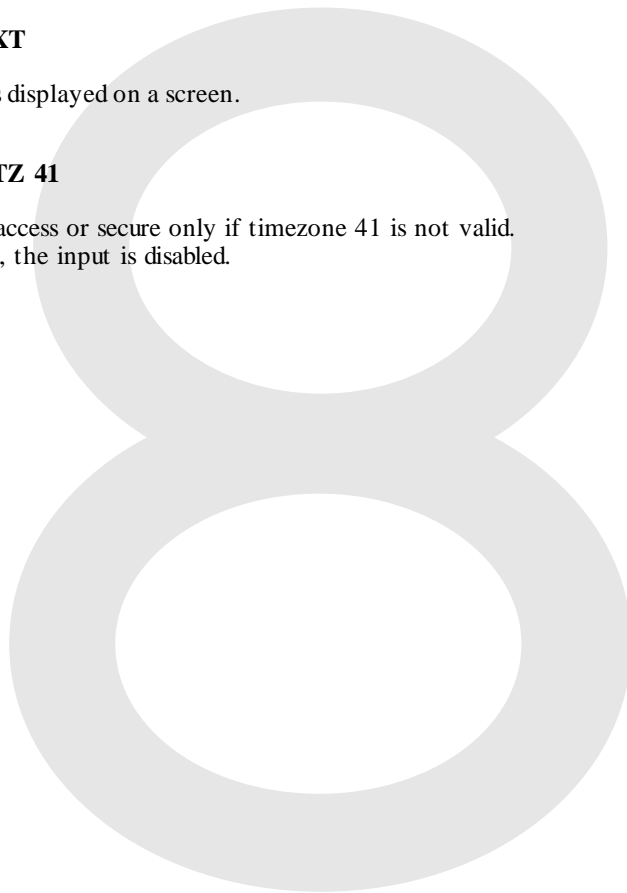 XT
s displayed on a screen.
TZ 41
access or secure only if timezone 41 is not valid.
, the input is disabled.
8